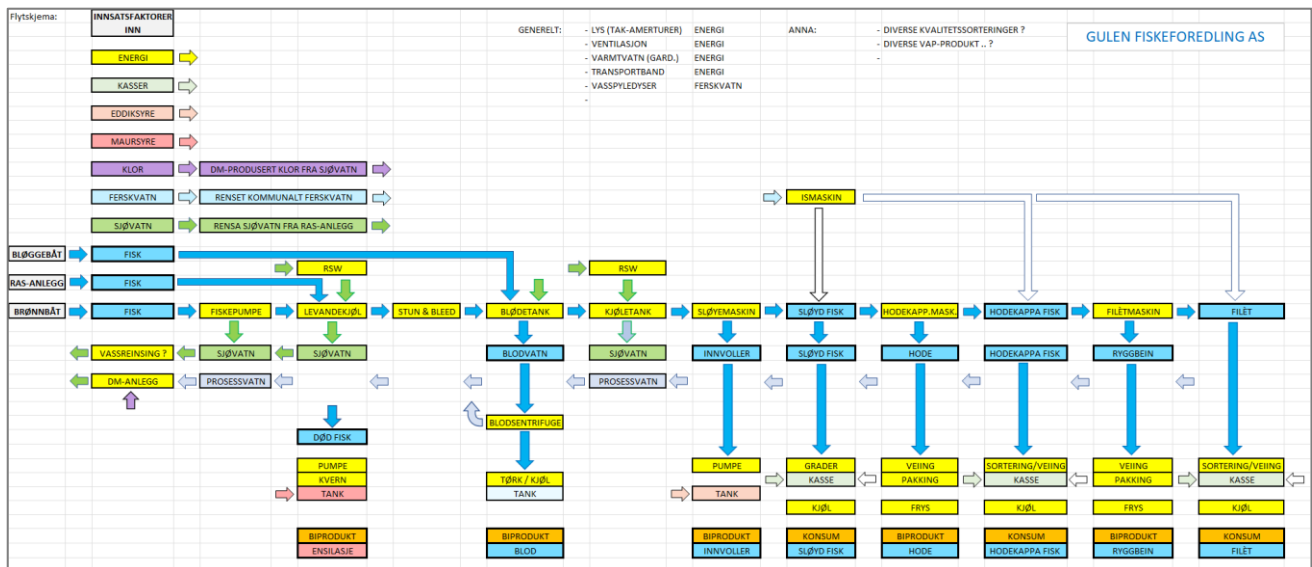 Flytskjema:
INNSATSFAKTORER
INN
GENERELT: - LYS (TAK-AMERTURER) ENERGI ANNA: - DIVERSE KVALITETSSORTERINGER ?
GULEN FISKEFOREDLING AS
- VENTILASJON ENERGI - DIVERSE VAP-PRODUKT .. ?
ENERGI - VARMTVATN (GARD.) ENERGI -
- TRANSPORTBAND ENERGI
KASSER - VASSPYLEDYSER FERSKVATN
-
EDDIKSYRE
MAURSYRE
KLOR DM-PRODUSERT KLOR FRA SJØVATN
FERSKVATN RENSET KOMMUNALT FERSKVATN ISMASKIN
SJØVATN RENSA SJØVATN FRA RAS-ANLEGG
BLØGGEBÅT FISK
RSW RSW
RAS-ANLEGG FISK
BRØNNBÅT FISK FISKEPUMPE LEVANDEKJØL STUN & BLEED BLØDETANK KJØLETANK SLØYEMASKIN SLØYD FISK HODEKAPP.MASK. HODEKAPPA FISK FILÈTMASKIN FILÈT
VASSREINSING ? SJØVATN SJØVATN BLODVATN SJØVATN INNVOLLER SLØYD FISK HODE HODEKAPPA FISK RYGGBEIN
DM-ANLEGG PROSESSVATN PROSESSVATN
BLODSENTRIFUGE
DØD FISK
PUMPE PUMPE GRADER VEIING SORTERING/VEIING VEIING SORTERING/VEIING
KVERN TØRK / KJØL KASSE PAKKING KASSE PAKKING KASSE
TANK TANK TANK
KJØL FRYS KJØL FRYS KJØL
BIPRODUKT BIPRODUKT BIPRODUKT KONSUM BIPRODUKT KONSUM BIPRODUKT KONSUM
ENSILASJE BLOD INNVOLLER SLØYD FISK HODE HODEKAPPA FISK RYGGBEIN FILÈT